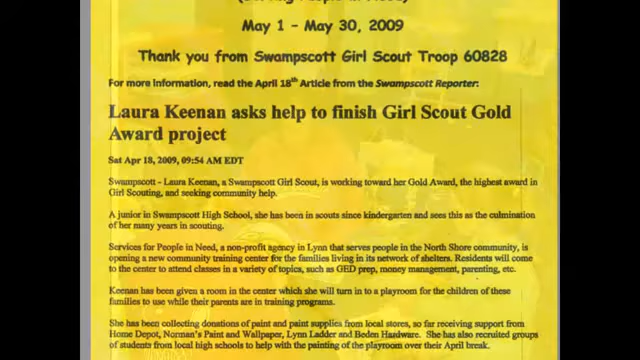 May 1 – May 30, 2009
Thank you from Swampscott Girl Scout Troop 60828
For more information, read the April 18th Article from the Swampscott Reporter:
Laura Keenan asks help to finish Girl Scout Gold
Award project
Sat Apr 18, 2009, 09:54 AM EDT
Swampscott - Laura Keenan, a Swampscott Girl Scout, is working toward her Gold Award, the highest award in
Girl Scouting, and seeking community help.
A junior in Swampscott High School, she has been in scouts since kindergarten and sees this as the culmination
of her many years in scouting.
Services for People in Need, a non-profit agency in Lynn that serves people in the North Shore community, is
opening a new community training center for the families living in its network of shelters. Residents will come
to the center to attend classes in a variety of topics, such as GED prep, money management, parenting, etc.
Keenan has been given a room in the center which she will turn in to a playroom for the children of these
families to use while their parents are in training programs.
She has been collecting donations of paint and paint supplies from local stores, so far receiving support from
Home Depot, Norman's Paint and Wallpaper, Lynn Ladder and Beden Hardware. She has also recruited groups
of students from local high schools to help with the painting of the playroom over their April break.